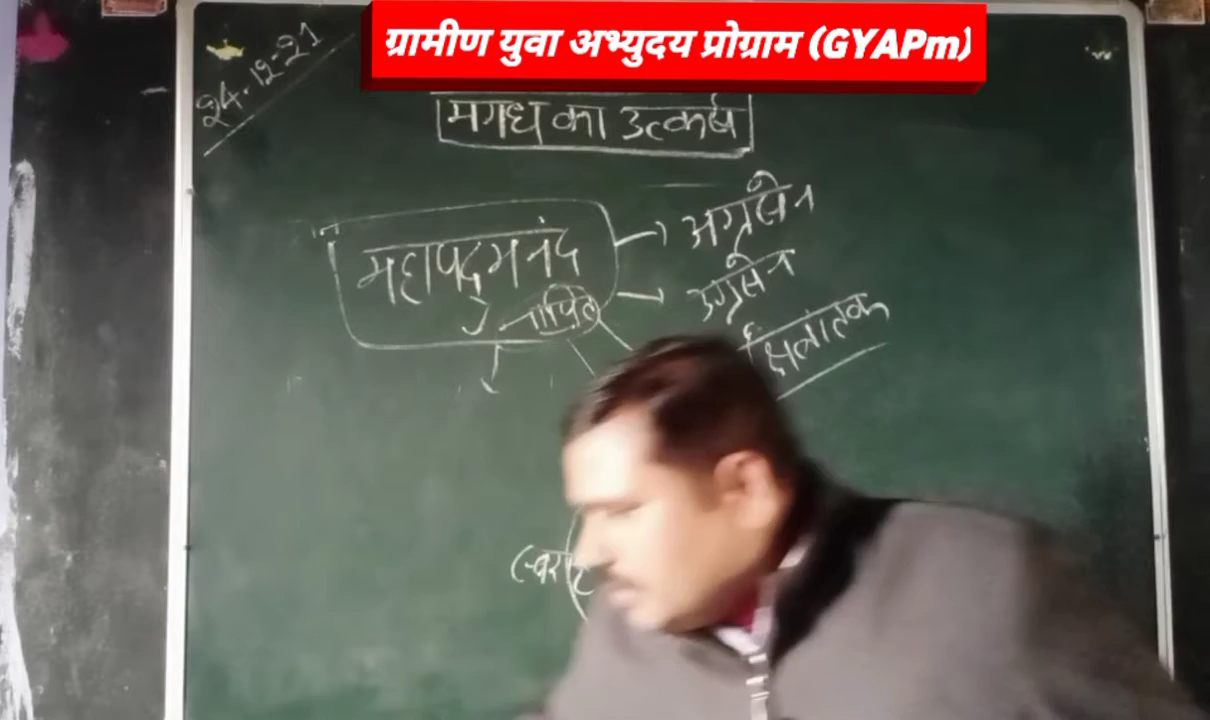 ग्रामीण युवा अभ्युदय प्रोग्राम (GYAPm)
24.12-21
मगध का उत्कर्ष
महापद्मनंद
नापित
अग्रसेन
उग्रसेन